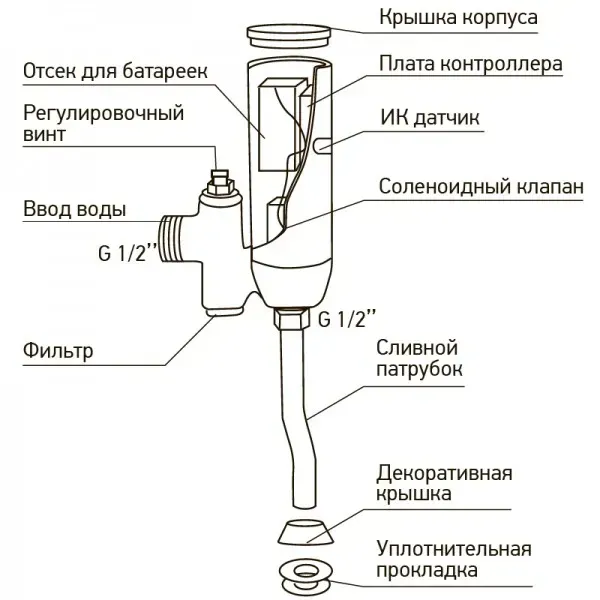 Крышка корпуса
Отсек для батареек
Плата контроллера
Регулировочный
винт
ИК датчик
Соленоидный клапан
Ввод воды
G 1/2’’
G 1/2’’
Фильтр
Сливной
патрубок
Декоративная
крышка
Уплотнительная
прокладка